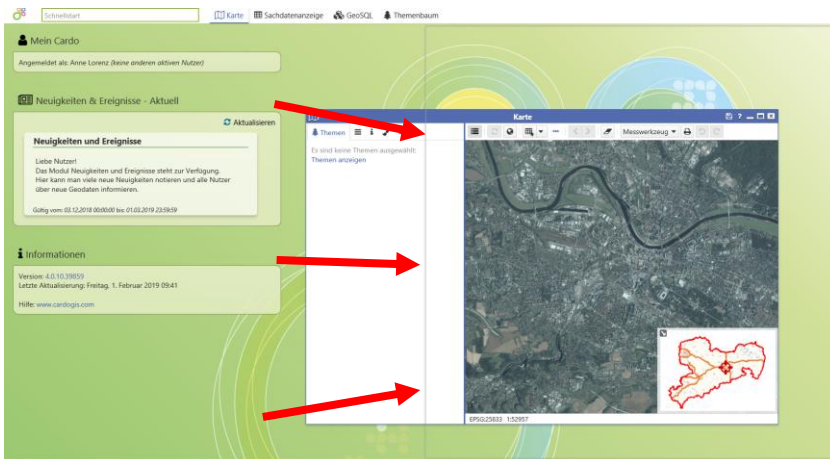 Schnellstart
Karte Sachdatenanzeige GeoSQL Themenbaum
Mein Cardo
Angemeldet als: Anne Lorenz (keine anderen aktiven Nutzer)
Neuigkeiten & Ereignisse - Aktuell
Aktualisieren
Neuigkeiten und Ereignisse
Liebe Nutzer!
Das Modul Neuigkeiten und Ereignisse steht zur Verfügung.
Hier kann man viele neue Neuigkeiten notieren und alle Nutzer
über neue Geodaten informieren.
Gültig vom: 03.12.2018 00:00:00 bis: 01.03.2019 23:59:59
Informationen
Version: 4.0.10.39859
Letzte Aktualisierung: Freitag, 1. Februar 2019 09:41
Hilfe: www.cardogis.com
Karte
Themen
Messwerkzeug
Es sind keine Themen ausgewählt:
Themen anzeigen
EPSG:25833 1:52957